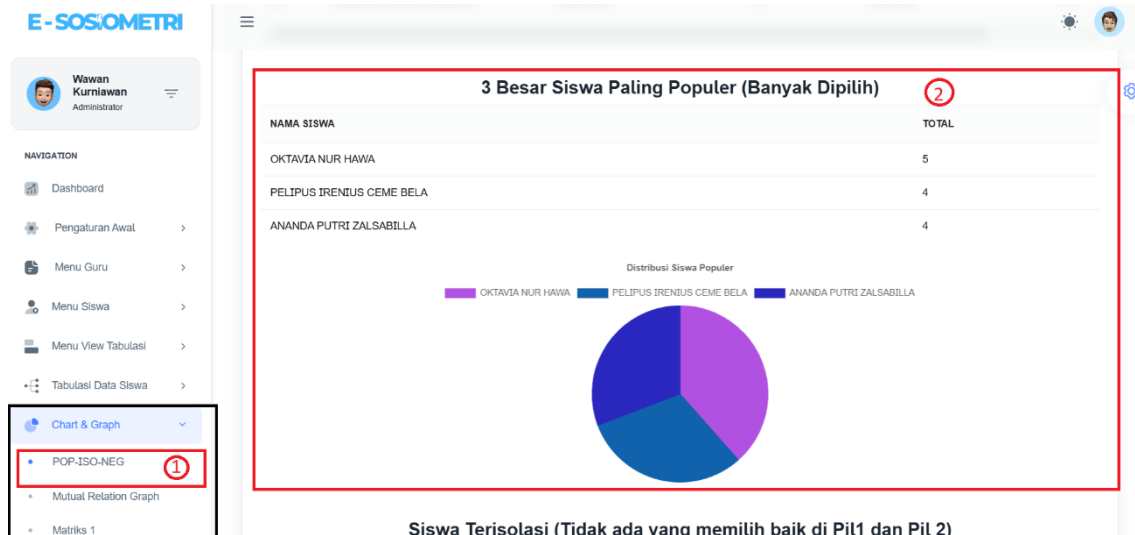 E-SOSIOMETRI
Wawan
Kurniawan
Administrator
NAVIGATION
Dashboard
Pengaturan Awal
Menu Guru
Menu Siswa
Menu View Tabulasi
Tabulasi Data Siswa
Chart & Graph
POP-ISO-NEG
1
Mutual Relation Graph
Matriks 1
3 Besar Siswa Paling Populer (Banyak Dipilih)
2
NAMA SISWA TOTAL
OKTAVIA NUR HAWA 5
PELIPUS IRENIUS CEME BELA 4
ANANDA PUTRI ZALSABILLA 4
Distribusi Siswa Populer
OKTAVIA NUR HAWA PELIPUS IRENIUS CEME BELA ANANDA PUTRI ZALSABILLA
Siswa Terisolasi (Tidak ada yang memilih baik di Pil1 dan Pil 2)